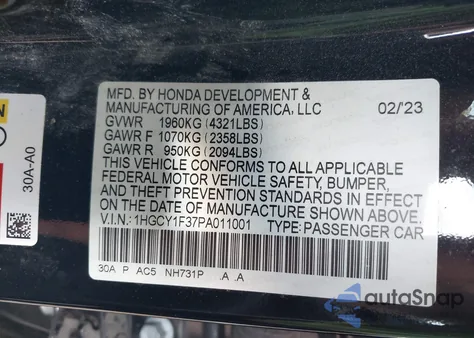 MFD. BY HONDA DEVELOPMENT &
MANUFACTURING OF AMERICA, LLC 02/23
GVWR 1960KG (4321LBS)
GAWR F 1070KG (2358LBS)
GAWR R 950KG (2094LBS)
THIS VEHICLE CONFORMS TO ALL APPLICABLE
FEDERAL MOTOR VEHICLE SAFETY, BUMPER,
AND THEFT PREVENTION STANDARDS IN EFFECT
ON THE DATE OF MANUFACTURE SHOWN ABOVE.
V.I.N.: 1HGCY1F37PA011001 TYPE: PASSENGER CAR
30A P AC5 NH731P .A .A
30A-A0
autoSnap